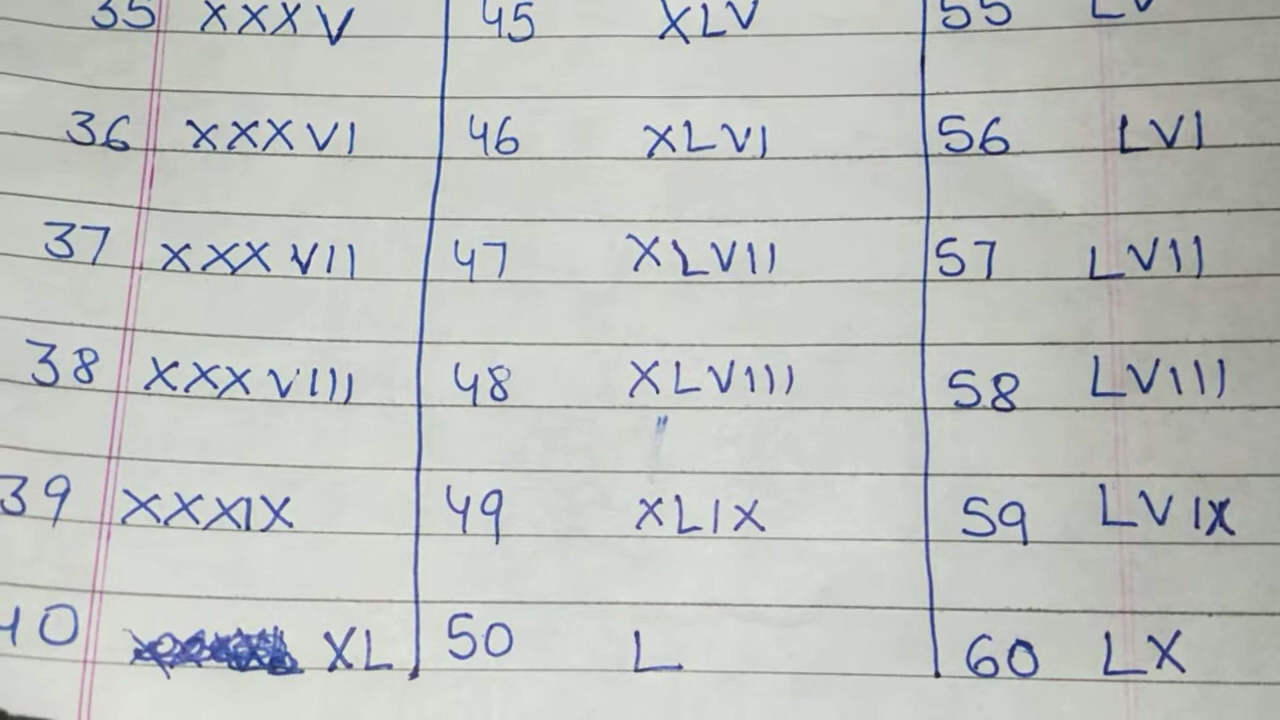 35 XXXV 45 XLV 55 LV
36 XXXVI 46 XLVI 56 LVI
37 XXXVII 47 XLVII 57 LVII
38 XXXVIII 48 XLVIII 58 LVIII
39 XXXIX 49 XLIX 59 LVIX
40 XL 50 L 60 LX